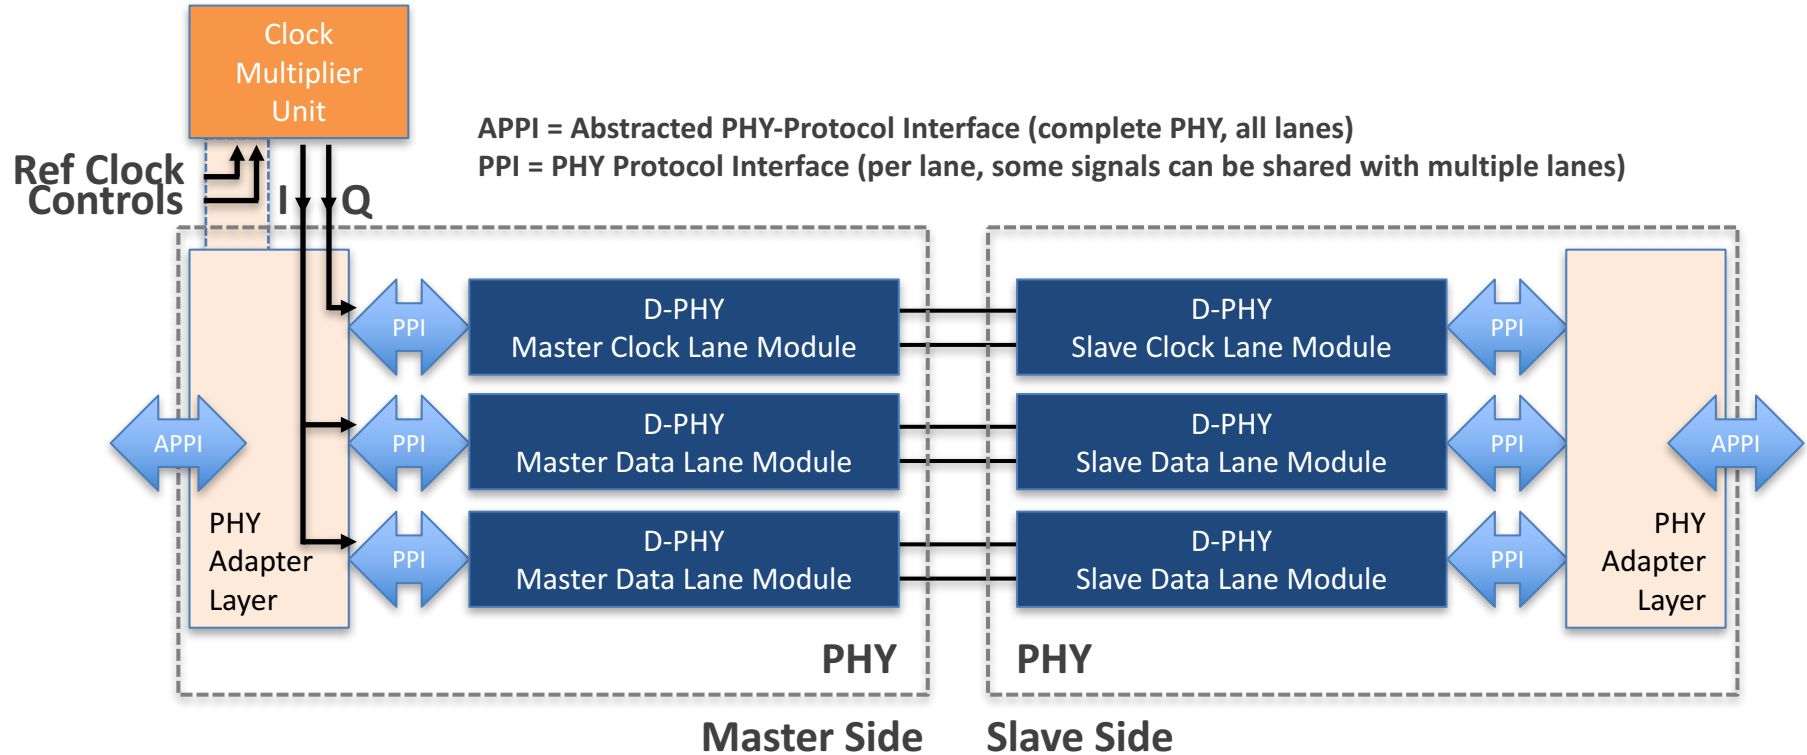 Clock
Multiplier
Unit
APPI = Abstracted PHY-Protocol Interface (complete PHY, all lanes)
PPI = PHY Protocol Interface (per lane, some signals can be shared with multiple lanes)
Ref Clock
Controls
I
Q
D-PHY
Master Clock Lane Module
D-PHY
Slave Clock Lane Module
PPI
PPI
D-PHY
Master Data Lane Module
D-PHY
Slave Data Lane Module
APPI
PPI
PPI
APPI
D-PHY
Master Data Lane Module
D-PHY
Slave Data Lane Module
PPI
PPI
PHY
Adapter
Layer
PHY
Adapter
Layer
PHY
PHY
Master Side
Slave Side